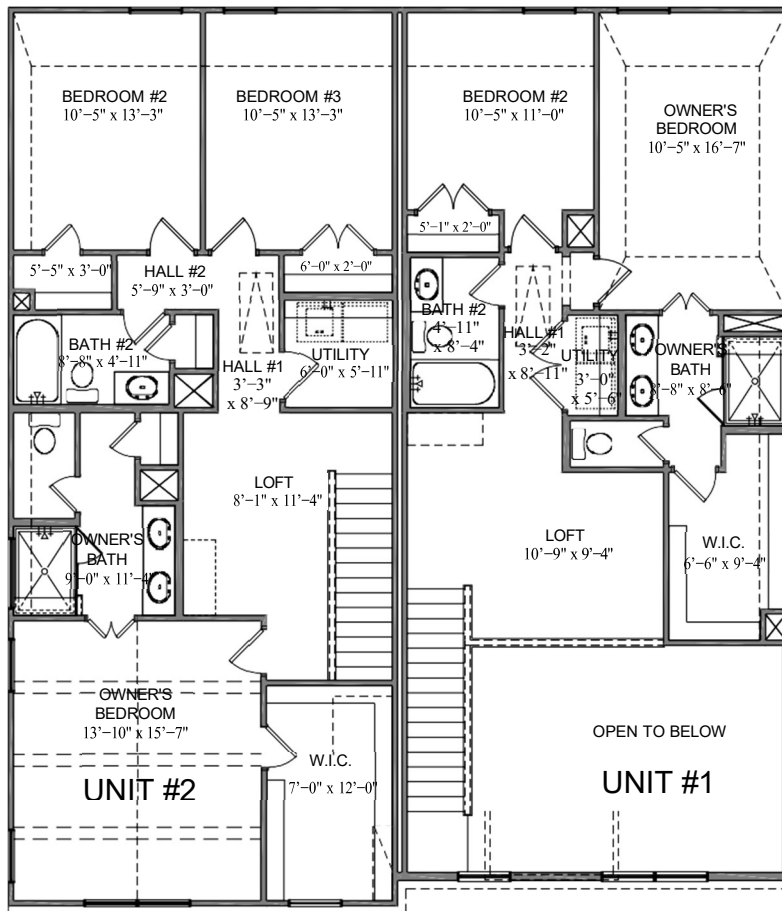 BEDROOM #2
10'−5" x 13'−3"
BEDROOM #3
10'−5" x 13'−3"
BEDROOM #2
10'−5" x 11'−0"
OWNER'S
BEDROOM
10'−5" x 16'−7"
5'−5" x 3'−0"
HALL #2
5'−9" x 3'−0"
6'−0" x 2'−0"
5'−1" x 2'−0"
BATH #2
8'−8" x 4'−11"
HALL #1
3'−3"
x 8'−9"
UTILITY
6'−0" x 5'−11"
BATH #2
4'−11"
x 8'−4"
HALL #1
3'−2"
x 8'−11"
UTILITY
3'−0"
x 5'−6"
OWNER'S
BATH
8'−8" x 8'−6"
LOFT
8'−1" x 11'−4"
OWNER'S
BATH
9'−0" x 11'−4"
LOFT
10'−9" x 9'−4"
W.I.C.
6'−6" x 9'−4"
OWNER'S
BEDROOM
13'−10" x 15'−7"
UNIT #2
W.I.C.
7'−0" x 12'−0"
OPEN TO BELOW
UNIT #1